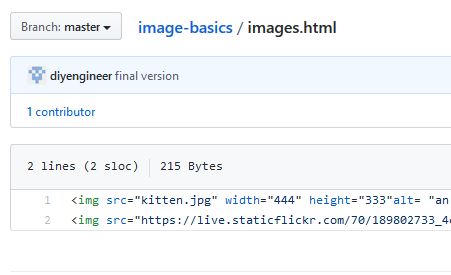 Branch: master
image-basics / images.html
diyengineer final version
1 contributor
2 lines (2 sloc) 215 Bytes
1 <img src="kitten.jpg" width="444" height="333"alt= "an
2 <img src="https://live.staticflickr.com/70/189802733_4